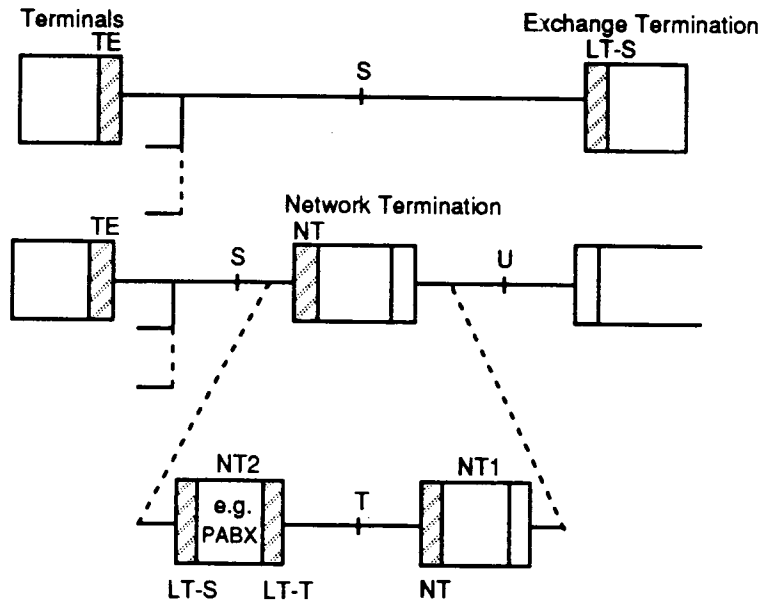 Terminals
Exchange Termination
TE
LT-S
S
Network Termination
TE
NT
S
U
NT2
NT1
e.g.
PABX
T
LT-S
LT-T
NT